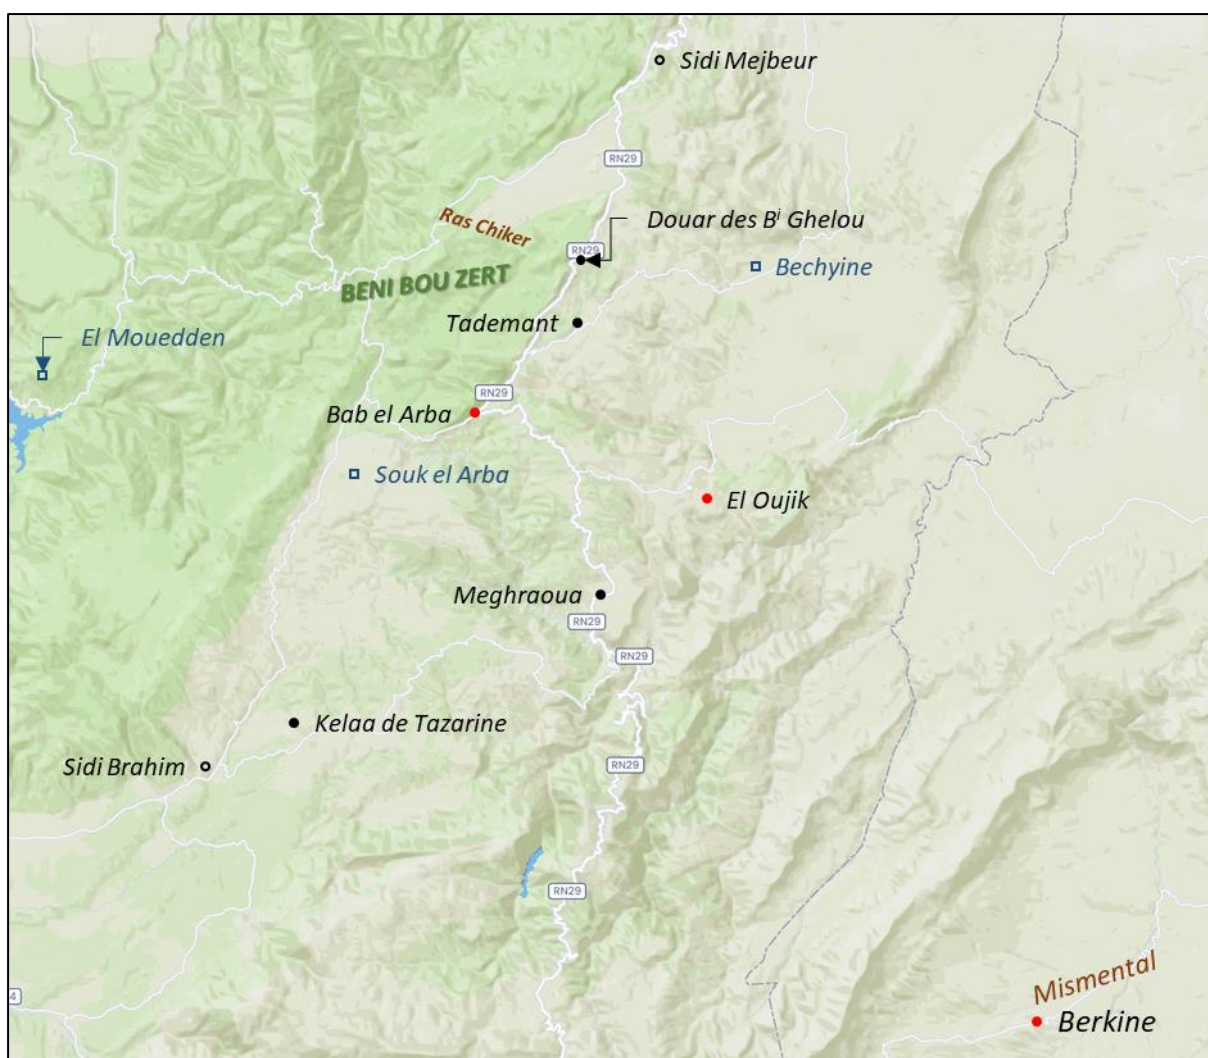 Sidi Mejbeur
RN29
Ras Chiker
Douar des Bⁱ Ghelou
RN29
Bechyine
BENI BOU ZERT
Tademant
El Mouedden
RN29
Bab el Arba
Souk el Arba
El Oujik
Meghraoua
RN29
RN29
Kelaa de Tazarine
Sidi Brahim
RN29
RN29
Mismental
4
Berkine